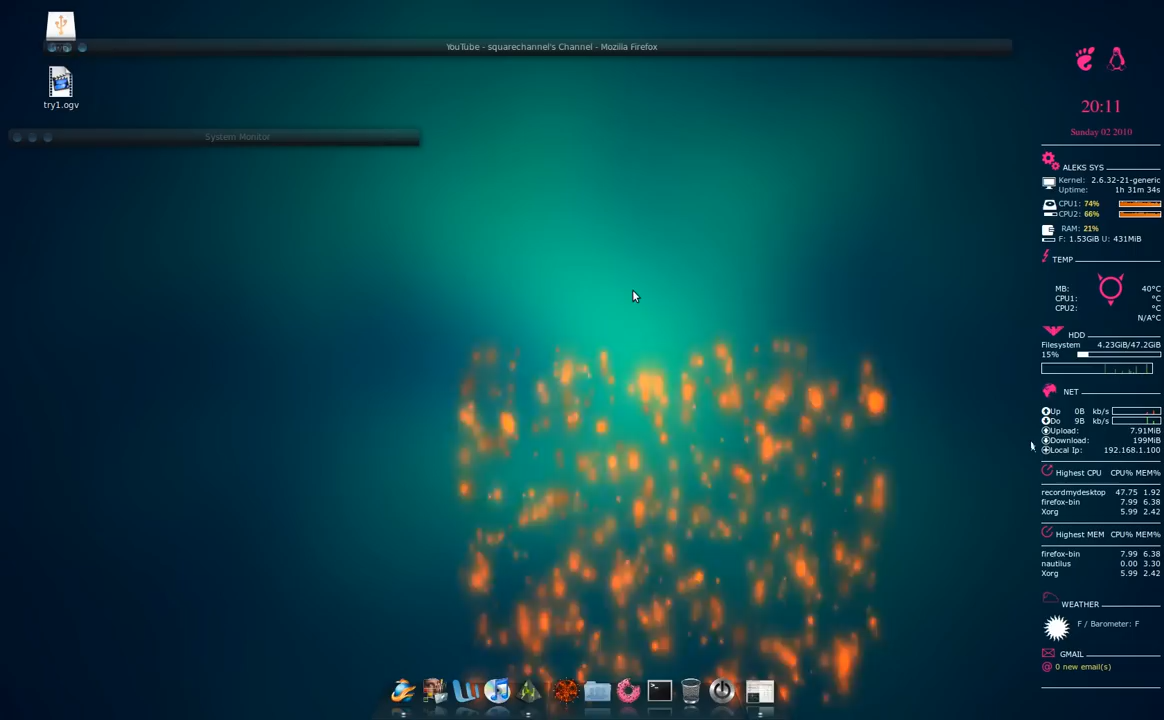 YouTube - squarechannel's Channel - Mozilla Firefox
try1.ogv
System Monitor
20:11
Sunday 02 2010
ALEKS SYS
Kernel: 2.6.32-21-generic
Uptime: 1h 31m 34s
CPU1: 74%
CPU2: 66%
RAM: 21%
F: 1.53GiB U: 431MiB
TEMP
MB: 40°C
CPU1: °C
CPU2: °C
N/A°C
HDD
Filesystem 4.23GiB/47.2GiB
15%
NET
Up 0B kb/s
Do 9B kb/s
Upload: 7.91MiB
Download: 199MiB
Local Ip: 192.168.1.100
Highest CPU CPU% MEM%
recordmydesktop 47.75 1.92
firefox-bin 7.99 6.38
Xorg 5.99 2.42
Highest MEM CPU% MEM%
firefox-bin 7.99 6.38
nautilus 0.00 3.30
Xorg 5.99 2.42
WEATHER
F / Barometer: F
GMAIL
@ 0 new email(s)